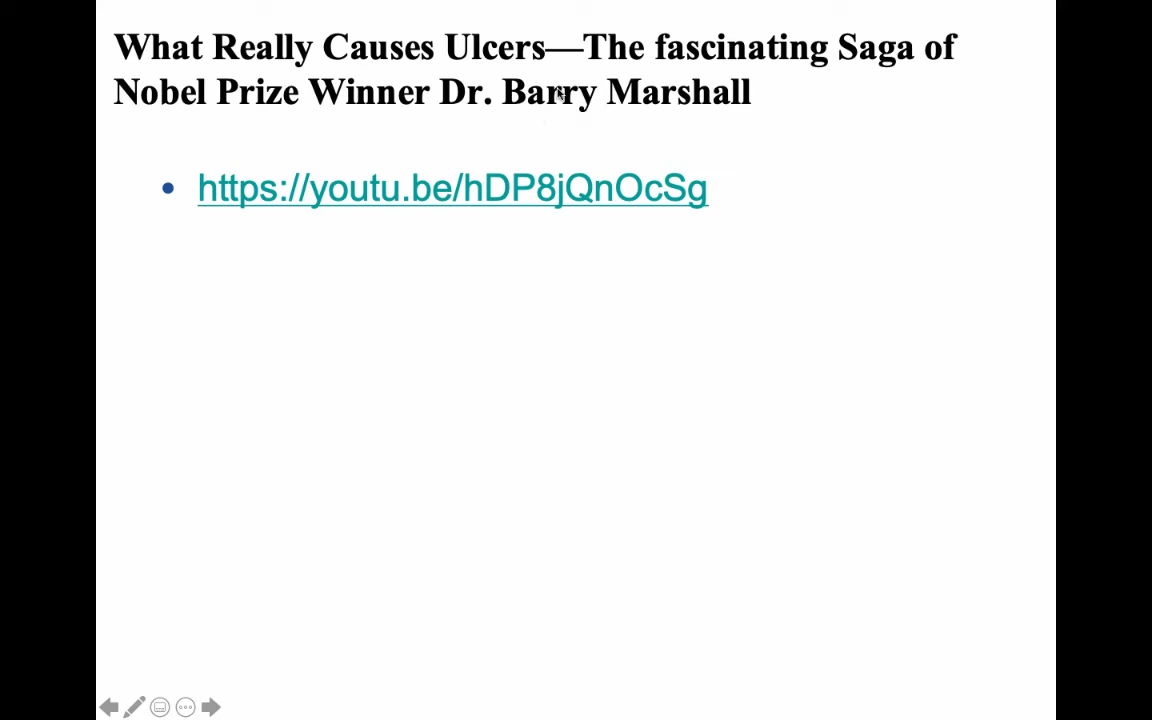 What Really Causes Ulcers—The fascinating Saga of
Nobel Prize Winner Dr. Barry Marshall
• https://youtu.be/hDP8jQnOcSg